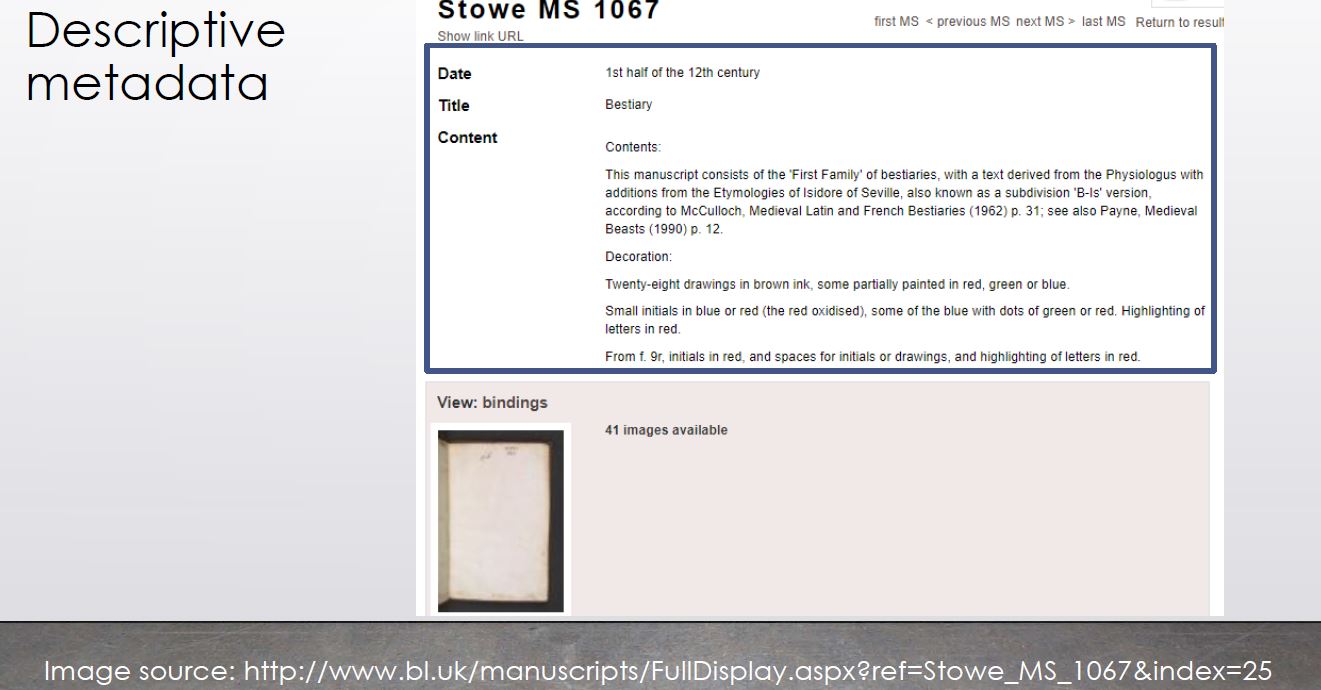 Descriptive
metadata
Stowe MS 1067
first MS < previous MS next MS > last MS Return to result
Show link URL
Date 1st half of the 12th century
Title Bestiary
Content
Contents:
This manuscript consists of the 'First Family' of bestiaries, with a text derived from the Physiologus with
additions from the Etymologies of Isidore of Seville, also known as a subdivision 'B-Is' version,
according to McCulloch, Medieval Latin and French Bestiaries (1962) p. 31; see also Payne, Medieval
Beasts (1990) p. 12.
Decoration:
Twenty-eight drawings in brown ink, some partially painted in red, green or blue.
Small initials in blue or red (the red oxidised), some of the blue with dots of green or red. Highlighting of
letters in red.
From f. 9r, initials in red, and spaces for initials or drawings, and highlighting of letters in red.
View: bindings
41 images available
Image source: http://www.bl.uk/manuscripts/FullDisplay.aspx?ref=Stowe_MS_1067&index=25